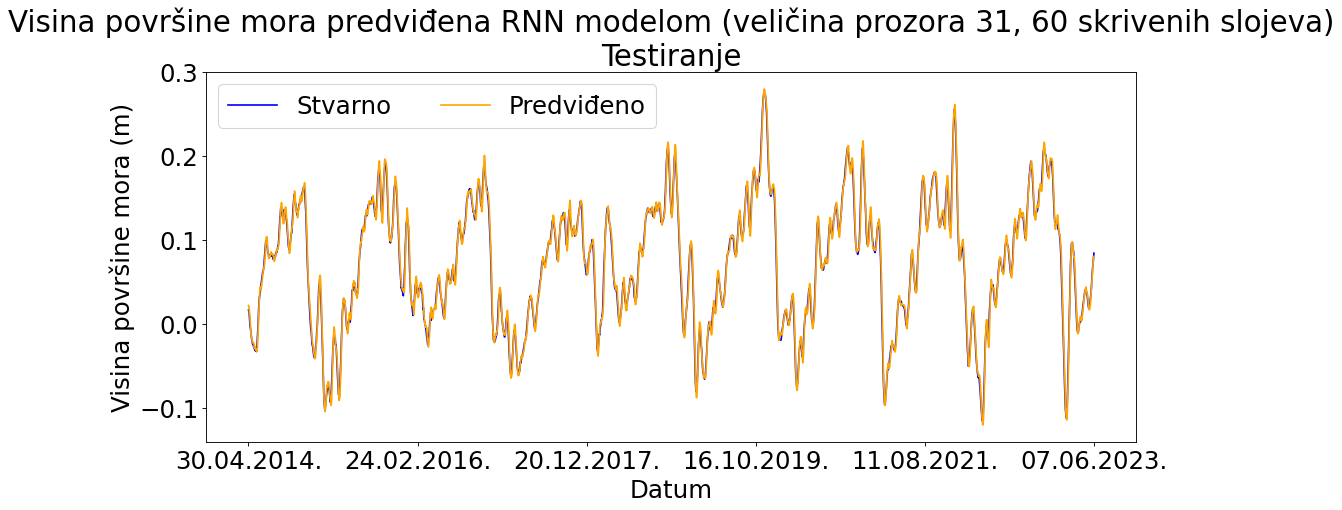 Visina površine mora predviđena RNN modelom (veličina prozora 31, 60 skrivenih slojeva)
Testiranje
Stvarno
Predviđeno
Visina površine mora (m)
0.3
0.2
0.1
0.0
−0.1
30.04.2014.
24.02.2016.
20.12.2017.
16.10.2019.
11.08.2021.
07.06.2023.
Datum